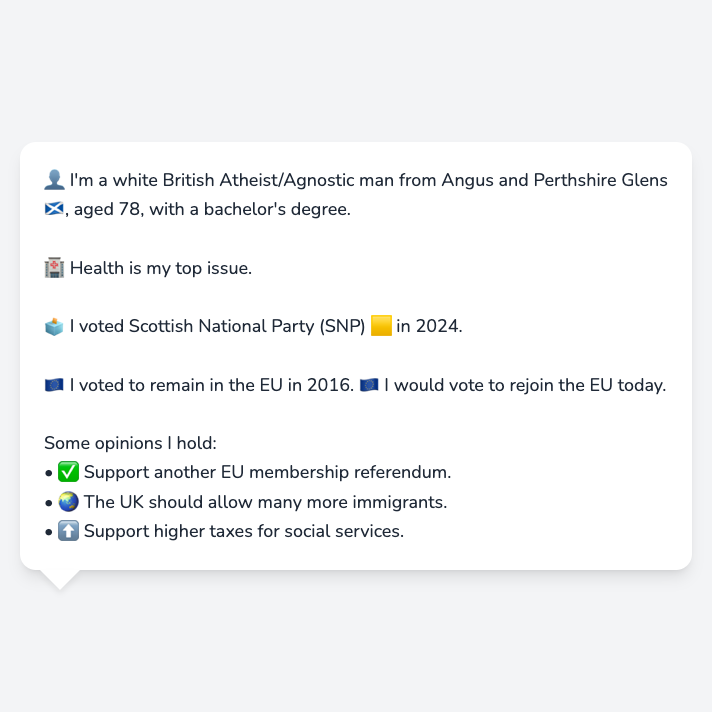 👤 I'm a white British Atheist/Agnostic man from Angus and Perthshire Glens
🏴󠁧󠁢󠁳󠁣󠁴󠁿, aged 78, with a bachelor's degree.
🏥 Health is my top issue.
🗳️ I voted Scottish National Party (SNP) 🟨 in 2024.
🇪🇺 I voted to remain in the EU in 2016. 🇪🇺 I would vote to rejoin the EU today.
Some opinions I hold:
• ✅ Support another EU membership referendum.
• 🌏 The UK should allow many more immigrants.
• ⬆️ Support higher taxes for social services.